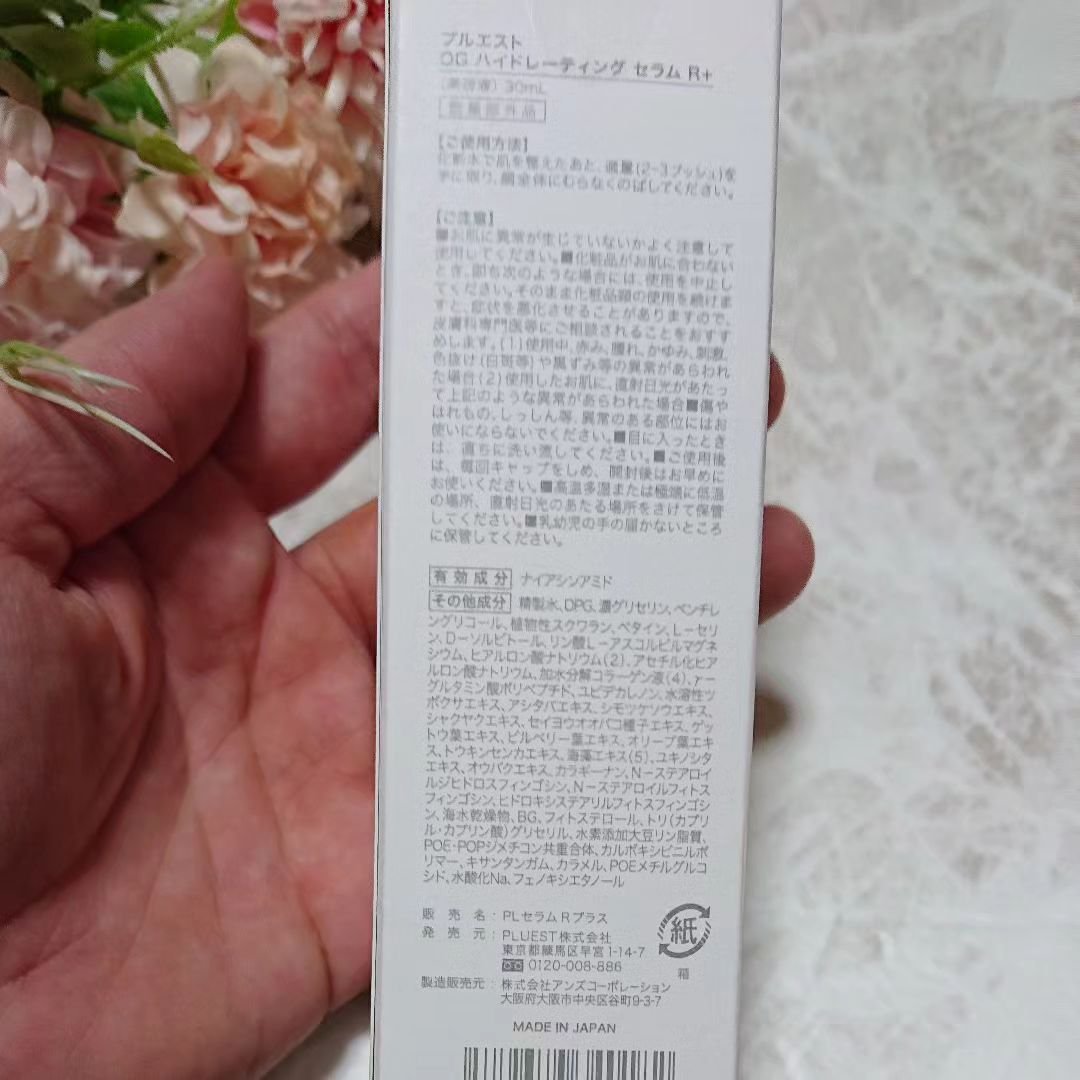 プルエスト
OG ハイドレーティング セラム R+
(美容液) 30mL
医薬部外品
【ご使用方法】
化粧水で肌を整えたあと、適量(2~3プッシュ)を
手に取り、顔全体にむらなくのばしてください。
【ご注意】
■お肌に異常が生じていないかよく注意して
使用してください。■化粧品がお肌に合わない
とき、即ち次のような場合には、使用を中止し
てください。そのまま化粧品類の使用を続けま
すと、症状を悪化させることがありますので、
皮膚科専門医等にご相談されることをおすす
めします。(1)使用中、赤み、腫れ、かゆみ、刺激、
色抜け(白斑等)や黒ずみ等の異常があらわれ
た場合(2)使用したお肌に、直射日光があたっ
て上記のような異常があらわれた場合■傷や
はれもの、しっしん等、異常のある部位にはお
使いにならないでください。■目に入ったとき
は、直ちに洗い流してください。■ご使用後
は、毎回キャップをしめ、開封後はお早めに
お使いください。■高温多湿または極端に低温
の場所、直射日光のあたる場所をさけて保管
してください。■乳幼児の手の届かないところ
に保管してください。
有効成分 ナイアシンアミド
その他成分 精製水、DPG、濃グリセリン、ペンチレ
ングリコール、植物性スクワラン、ベタイン、L-セリ
ン、D-ソルビトール、リン酸L-アスコルビルマグネ
シウム、ヒアルロン酸ナトリウム(2)、アセチル化ヒア
ルロン酸ナトリウム、加水分解コラーゲン液(4)、γ-
グルタミン酸ポリペプチド、ユビデカレノン、水溶性ツ
ボクサエキス、アシタバエキス、シモツケソウエキス、
シャクヤクエキス、セイヨウオオバコ種子エキス、ゲッ
トウ葉エキス、ビルベリー葉エキス、オリーブ葉エキ
ス、トウキンセンカエキス、海藻エキス(5)、ユキノシタ
エキス、オウバクエキス、カラギーナン、N-ステアロイ
ルジヒドロスフィンゴシン、N-ステアロイルフィトス
フィンゴシン、ヒドロキシステアリルフィトスフィンゴシ
ン、海水乾燥物、BG、フィトステロール、トリ(カプリ
ル・カプリン酸)グリセリル、水素添加大豆リン脂質、
POE・POPジメチコン共重合体、カルボキシビニルポ
リマー、キサンタンガム、カラメル、POEメチルグルコ
シド、水酸化Na、フェノキシエタノール
販売名:PLセラムRプラス
発売元:PLUEST株式会社
東京都練馬区早宮1-14-7
0120-008-886
紙
箱
製造販売元:株式会社アンズコーポレーション
大阪府大阪市中央区谷町9-3-7
MADE IN JAPAN